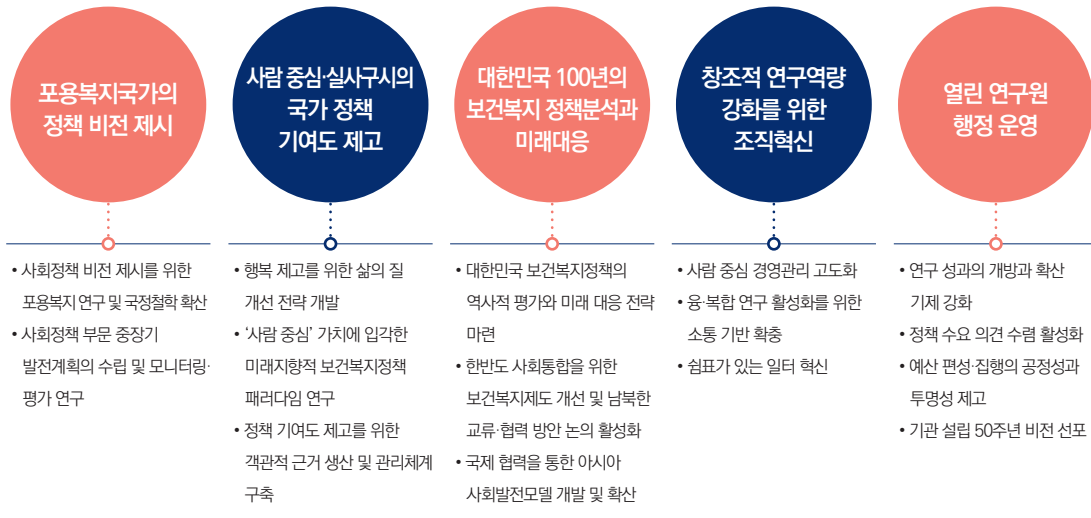 포용복지국가의
정책 비전 제시
사람 중심·실사구시의
국가 정책
기여도 제고
대한민국 100년의
보건복지 정책분석과
미래대응
창조적 연구역량
강화를 위한
조직혁신
열린 연구원
행정 운영
• 사회정책 비전 제시를 위한
포용복지 연구 및 국정철학 확산
• 사회정책 부문 중장기
발전계획의 수립 및 모니터링·
평가 연구
• 행복 제고를 위한 삶의 질
개선 전략 개발
• ‘사람 중심’ 가치에 입각한
미래지향적 보건복지정책
패러다임 연구
• 정책 기여도 제고를 위한
객관적 근거 생산 및 관리체계
구축
• 대한민국 보건복지정책의
역사적 평가와 미래 대응 전략
마련
• 한반도 사회통합을 위한
보건복지제도 개선 및 남북한
교류·협력 방안 논의 활성화
• 국제 협력을 통한 아시아
사회발전모델 개발 및 확산
• 사람 중심 경영관리 고도화
• 융·복합 연구 활성화를 위한
소통 기반 확충
• 쉼표가 있는 일터 혁신
• 연구 성과의 개방과 확산
기제 강화
• 정책 수요 의견 수렴 활성화
• 예산 편성·집행의 공정성과
투명성 제고
• 기관 설립 50주년 비전 선포